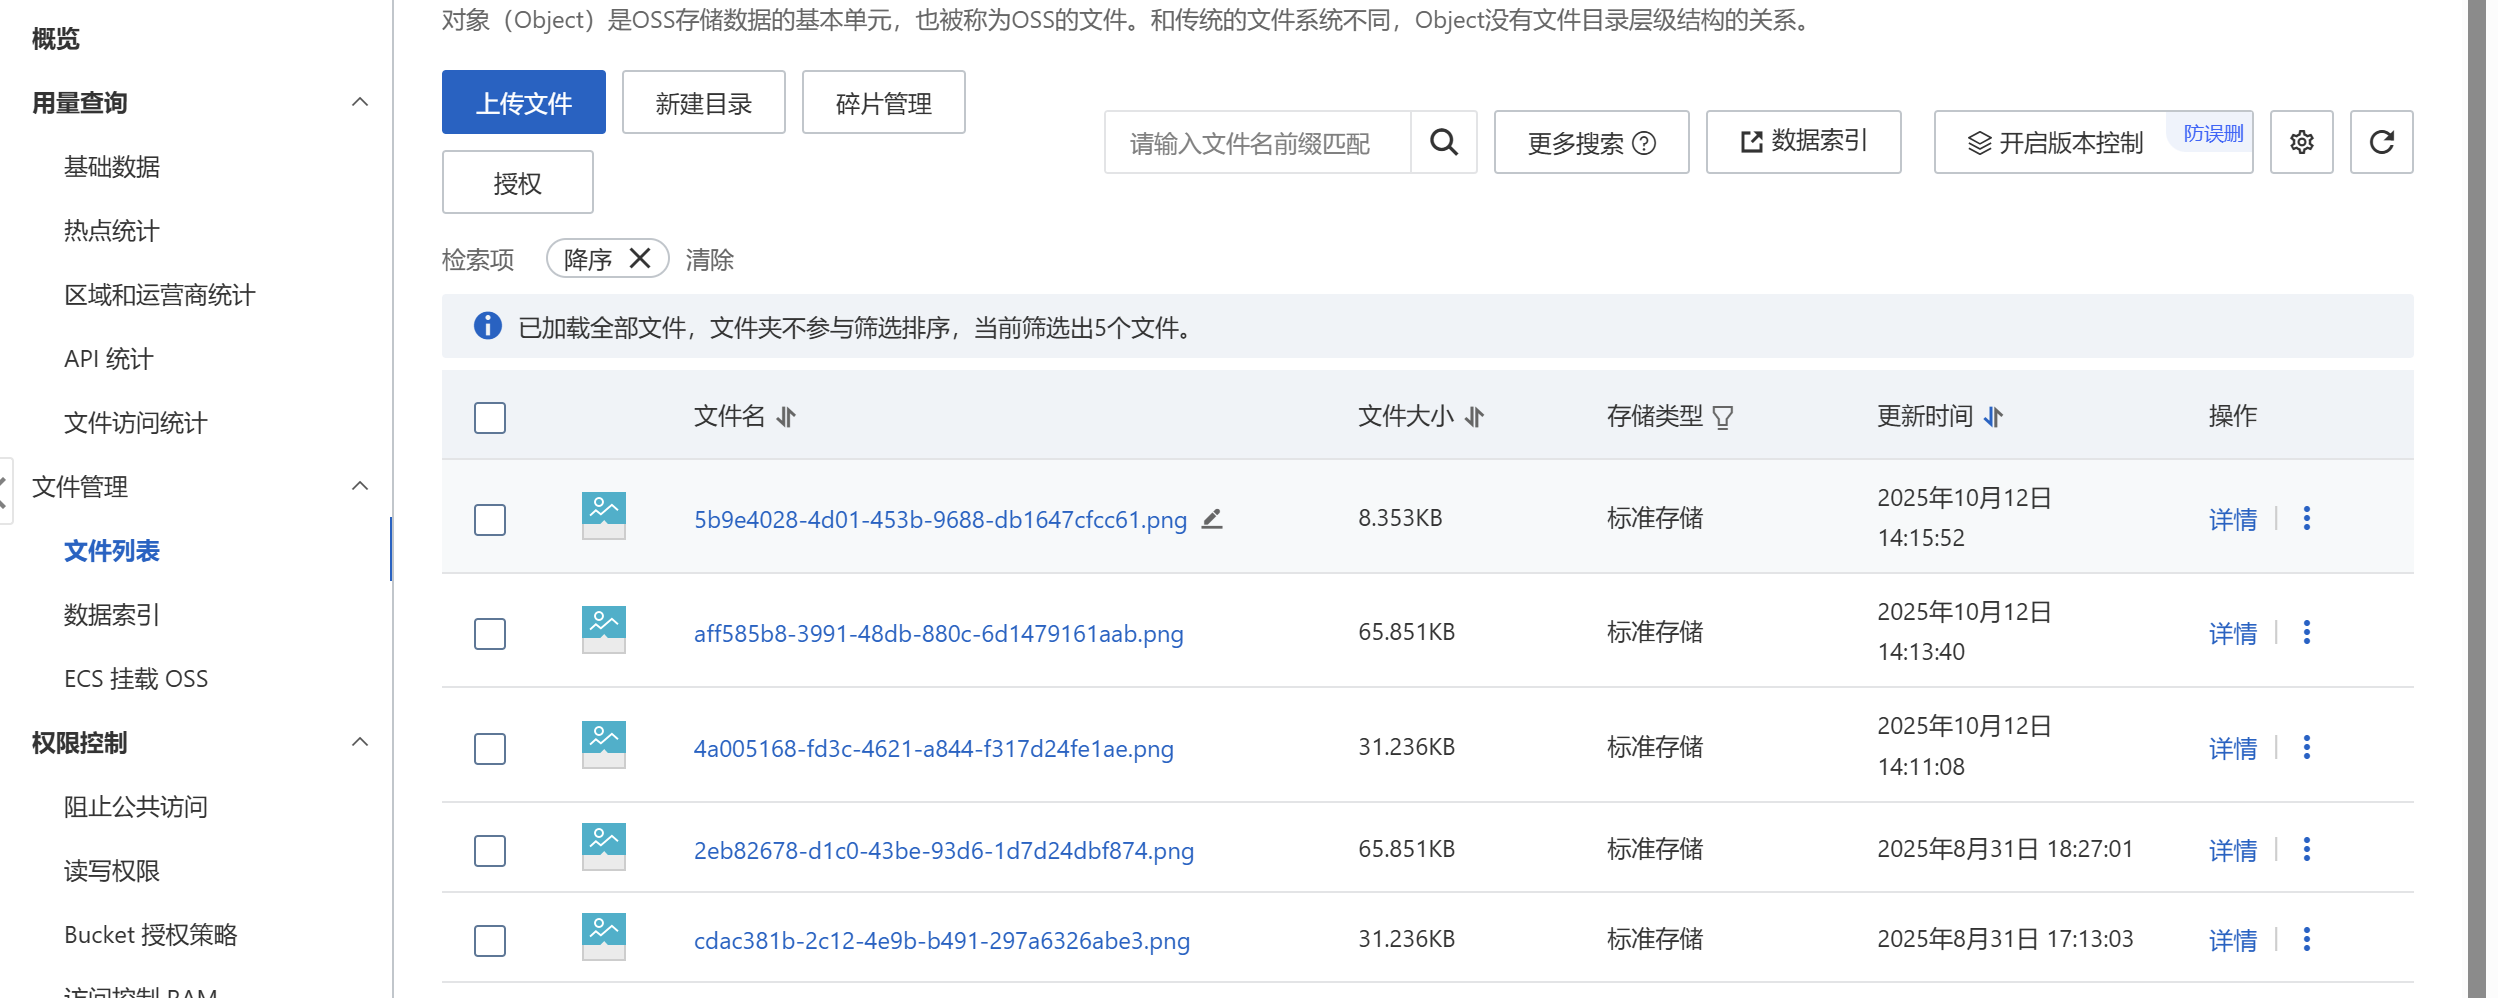 概览
用量查询
基础数据
热点统计
区域和运营商统计
API 统计
文件访问统计
文件管理
文件列表
数据索引
ECS 挂载 OSS
权限控制
阻止公共访问
读写权限
Bucket 授权策略
访问控制 RAM
对象（Object）是OSS存储数据的基本单元，也被称为OSS的文件。和传统的文件系统不同，Object没有文件目录层级结构的关系。
上传文件 新建目录 碎片管理
授权
请输入文件名前缀匹配 更多搜索 数据索引 开启版本控制 防误删
检索项 降序 清除
已加载全部文件，文件夹不参与筛选排序，当前筛选出5个文件。
文件名 文件大小 存储类型 更新时间 操作
5b9e4028-4d01-453b-9688-db1647cfcc61.png 8.353KB 标准存储 2025年10月12日 14:15:52 详情
aff585b8-3991-48db-880c-6d1479161aab.png 65.851KB 标准存储 2025年10月12日 14:13:40 详情
4a005168-fd3c-4621-a844-f317d24fe1ae.png 31.236KB 标准存储 2025年10月12日 14:11:08 详情
2eb82678-d1c0-43be-93d6-1d7d24dbf874.png 65.851KB 标准存储 2025年8月31日 18:27:01 详情
cdac381b-2c12-4e9b-b491-297a6326abe3.png 31.236KB 标准存储 2025年8月31日 17:13:03 详情